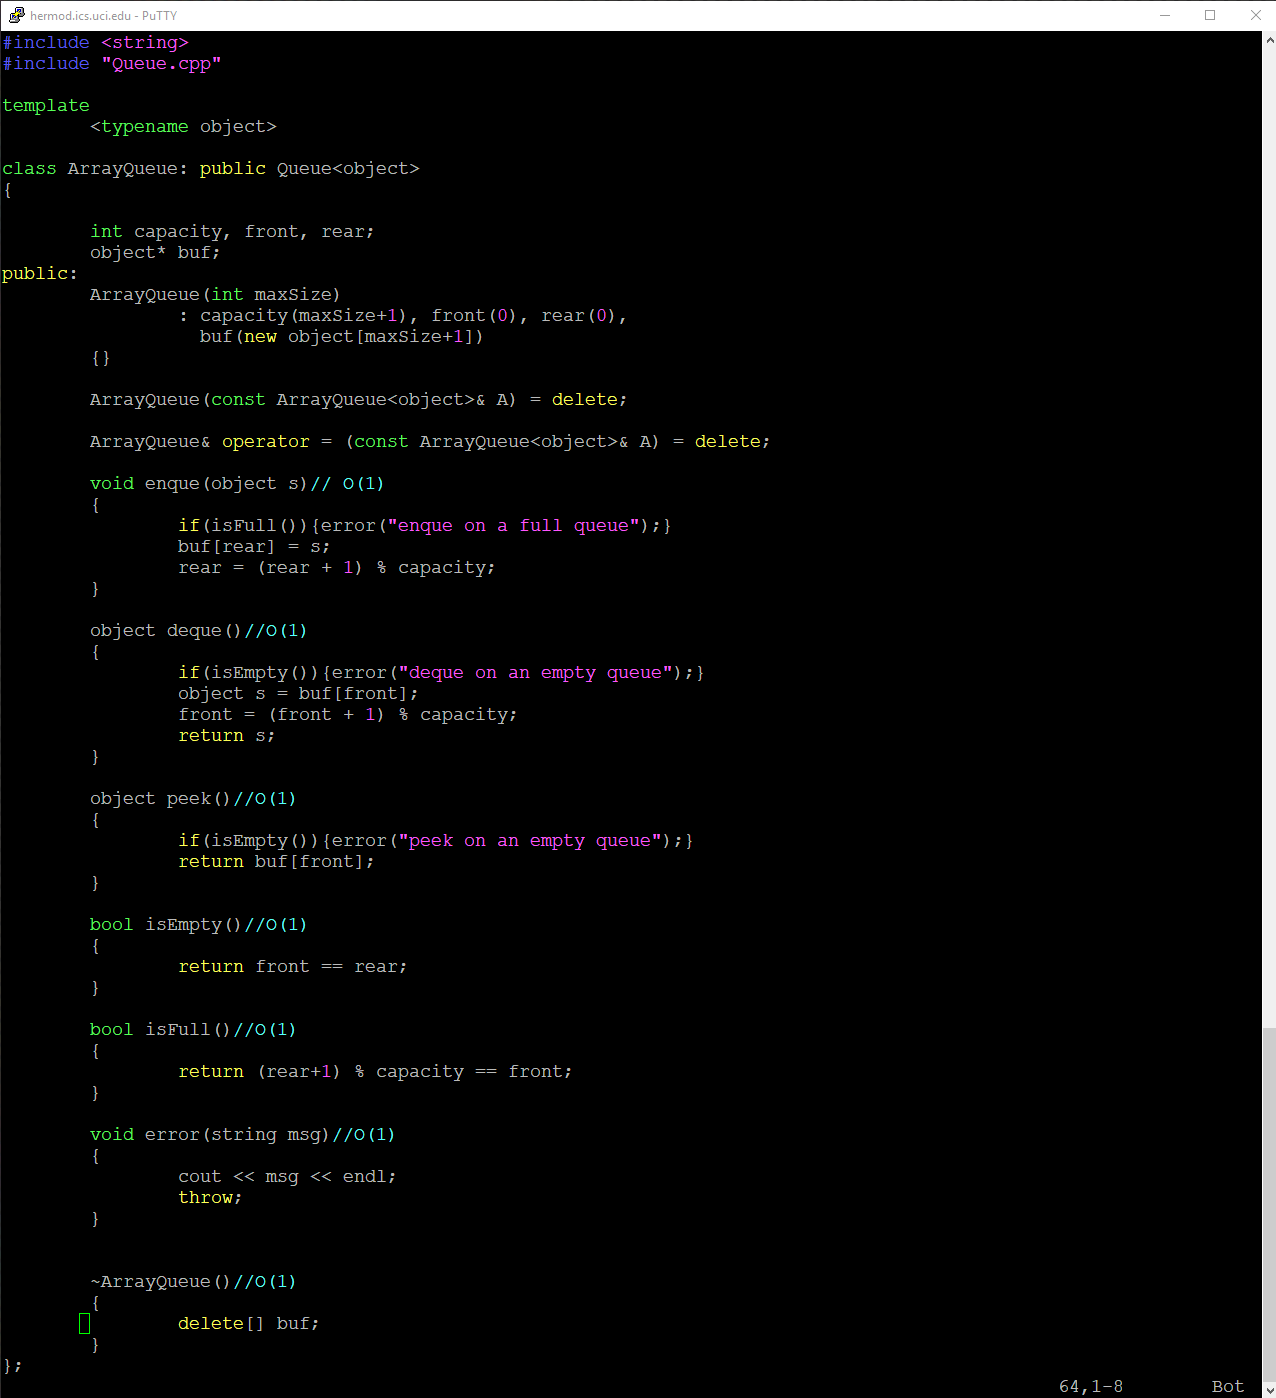 hermod.ics.uci.edu - PuTTY
#include <string>
#include "Queue.cpp"
template
        <typename object>
class ArrayQueue: public Queue<object>
{
        int capacity, front, rear;
        object* buf;
public:
        ArrayQueue(int maxSize)
                : capacity(maxSize+1), front(0), rear(0),
                  buf(new object[maxSize+1])
        {}
        ArrayQueue(const ArrayQueue<object>& A) = delete;
        ArrayQueue& operator = (const ArrayQueue<object>& A) = delete;
        void enque(object s)// O(1)
        {
                if(isFull()){error("enque on a full queue");}
                buf[rear] = s;
                rear = (rear + 1) % capacity;
        }
        object deque()//O(1)
        {
                if(isEmpty()){error("deque on an empty queue");}
                object s = buf[front];
                front = (front + 1) % capacity;
                return s;
        }
        object peek()//O(1)
        {
                if(isEmpty()){error("peek on an empty queue");}
                return buf[front];
        }
        bool isEmpty()//O(1)
        {
                return front == rear;
        }
        bool isFull()//O(1)
        {
                return (rear+1) % capacity == front;
        }
        void error(string msg)//O(1)
        {
                cout << msg << endl;
                throw;
        }
        ~ArrayQueue()//O(1)
        {
                delete[] buf;
        }
};
64,1-8 Bot